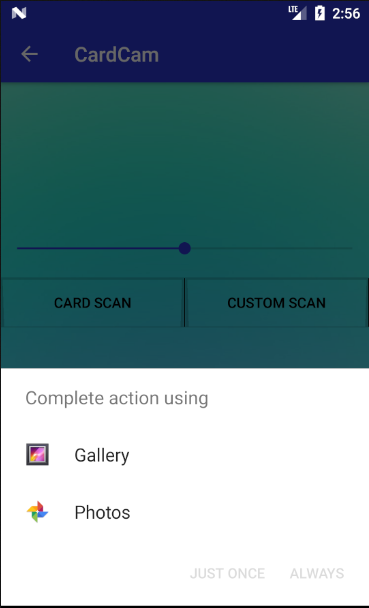 LTE 2:56
CardCam
CARD SCAN CUSTOM SCAN
Complete action using
Gallery
Photos
JUST ONCE ALWAYS